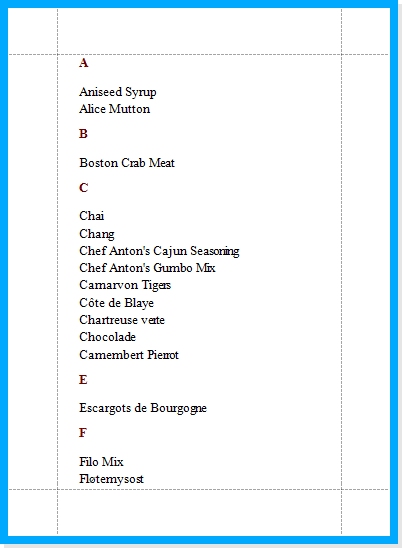 A
Aniseed Syrup
Alice Mutton
B
Boston Crab Meat
C
Chai
Chang
Chef Anton's Cajun Seasoning
Chef Anton's Gumbo Mix
Carnarvon Tigers
Côte de Blaye
Chartreuse verte
Chocolade
Camembert Pierrot
E
Escargots de Bourgogne
F
Filo Mix
Fløtemysost